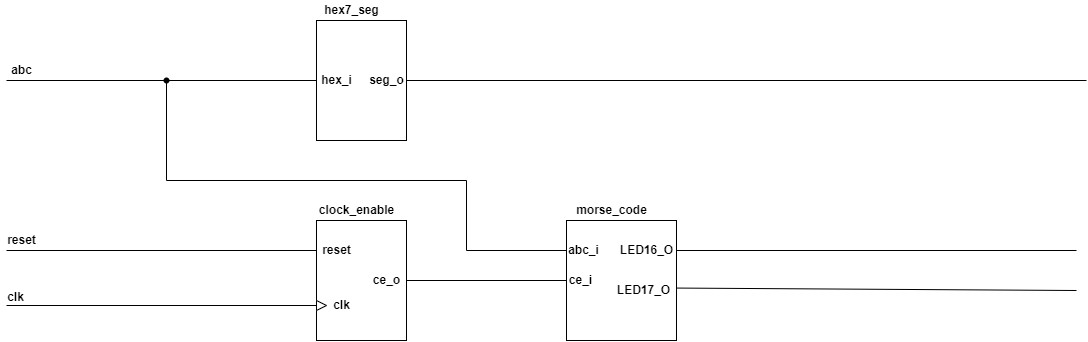 hex7_seg
abc
hex_i seg_o
clock_enable
morse_code
reset
reset
abc_i LED16_O
ce_o
ce_i
LED17_O
clk
clk